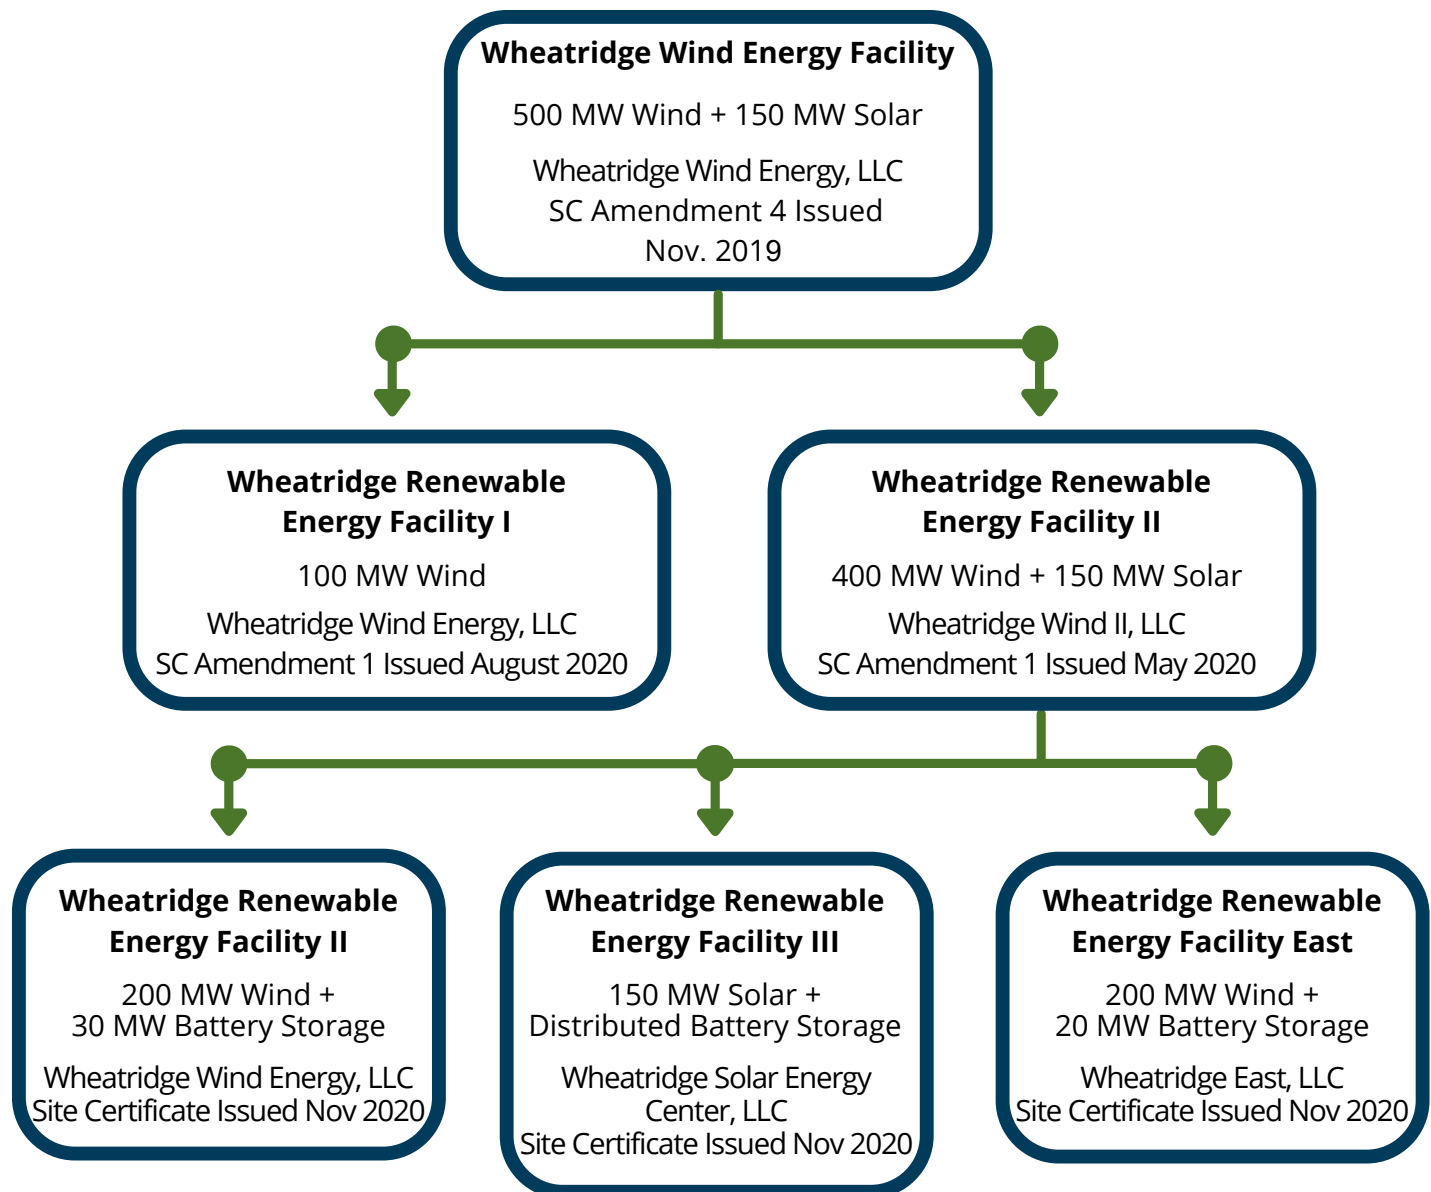 Wheatridge Wind Energy Facility
500 MW Wind + 150 MW Solar
Wheatridge Wind Energy, LLC
SC Amendment 4 Issued
Nov. 2019
Wheatridge Renewable
Energy Facility I
100 MW Wind
Wheatridge Wind Energy, LLC
SC Amendment 1 Issued August 2020
Wheatridge Renewable
Energy Facility II
400 MW Wind + 150 MW Solar
Wheatridge Wind II, LLC
SC Amendment 1 Issued May 2020
Wheatridge Renewable
Energy Facility II
200 MW Wind +
30 MW Battery Storage
Wheatridge Wind Energy, LLC
Site Certificate Issued Nov 2020
Wheatridge Renewable
Energy Facility III
150 MW Solar +
Distributed Battery Storage
Wheatridge Solar Energy
Center, LLC
Site Certificate Issued Nov 2020
Wheatridge Renewable
Energy Facility East
200 MW Wind +
20 MW Battery Storage
Wheatridge East, LLC
Site Certificate Issued Nov 2020